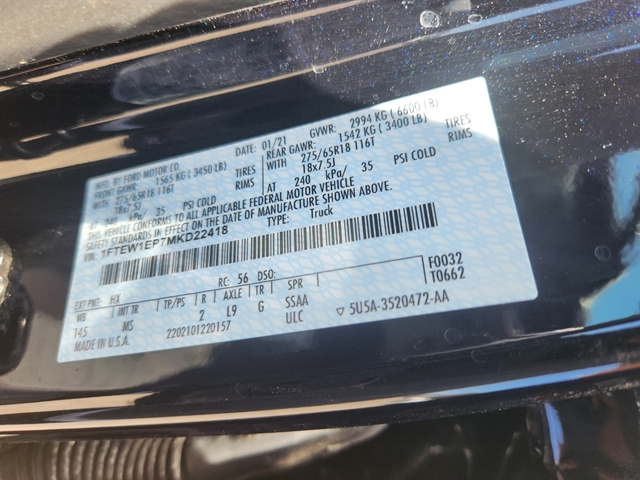 MFD. BY FORD MOTOR CO. DATE: 01/21 GVWR: 2994 KG ( 6600 LB)
FRONT GAWR: 1565 KG ( 3450 LB) REAR GAWR: 1542 KG ( 3400 LB)
WITH 275/65R18 116T TIRES WITH 275/65R18 116T TIRES
18x7.5J RIMS 18x7.5J RIMS
AT 240 kPa/ 35 PSI COLD AT 240 kPa/ 35 PSI COLD
THIS VEHICLE CONFORMS TO ALL APPLICABLE FEDERAL MOTOR VEHICLE
SAFETY STANDARDS IN EFFECT ON THE DATE OF MANUFACTURE SHOWN ABOVE.
VIN: 1FTEW1EP7MKD22418 TYPE: Truck
F0032
T0662
EXT PNT: HX RC: 56 DSO:
WB INT TR TP/PS R AXLE TR SPR
145 MS 2 L9 G SSAA
ULC
5U5A-3520472-AA
MADE IN U.S.A. 2202101220157